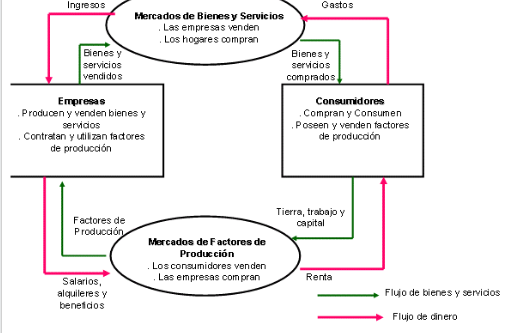 Ingresos
Gastos
Mercados de Bienes y Servicios
. Las empresas venden
. Los hogares compran
Bienes y
servicios
vendidos
Bienes y
servicios
comprados
Empresas
. Producen y venden bienes y
servicios
. Contratan y utilizan factores
de producción
Consumidores
. Compran y Consumen
. Poseen y venden factores
de producción
Factores de
Producción
Tierra, trabajo y
capital
Mercados de Factores de
Producción
. Los consumidores venden
. Las empresas compran
Salarios,
alquileres y
beneficios
Renta
Flujo de bienes y servicios
Flujo de dinero